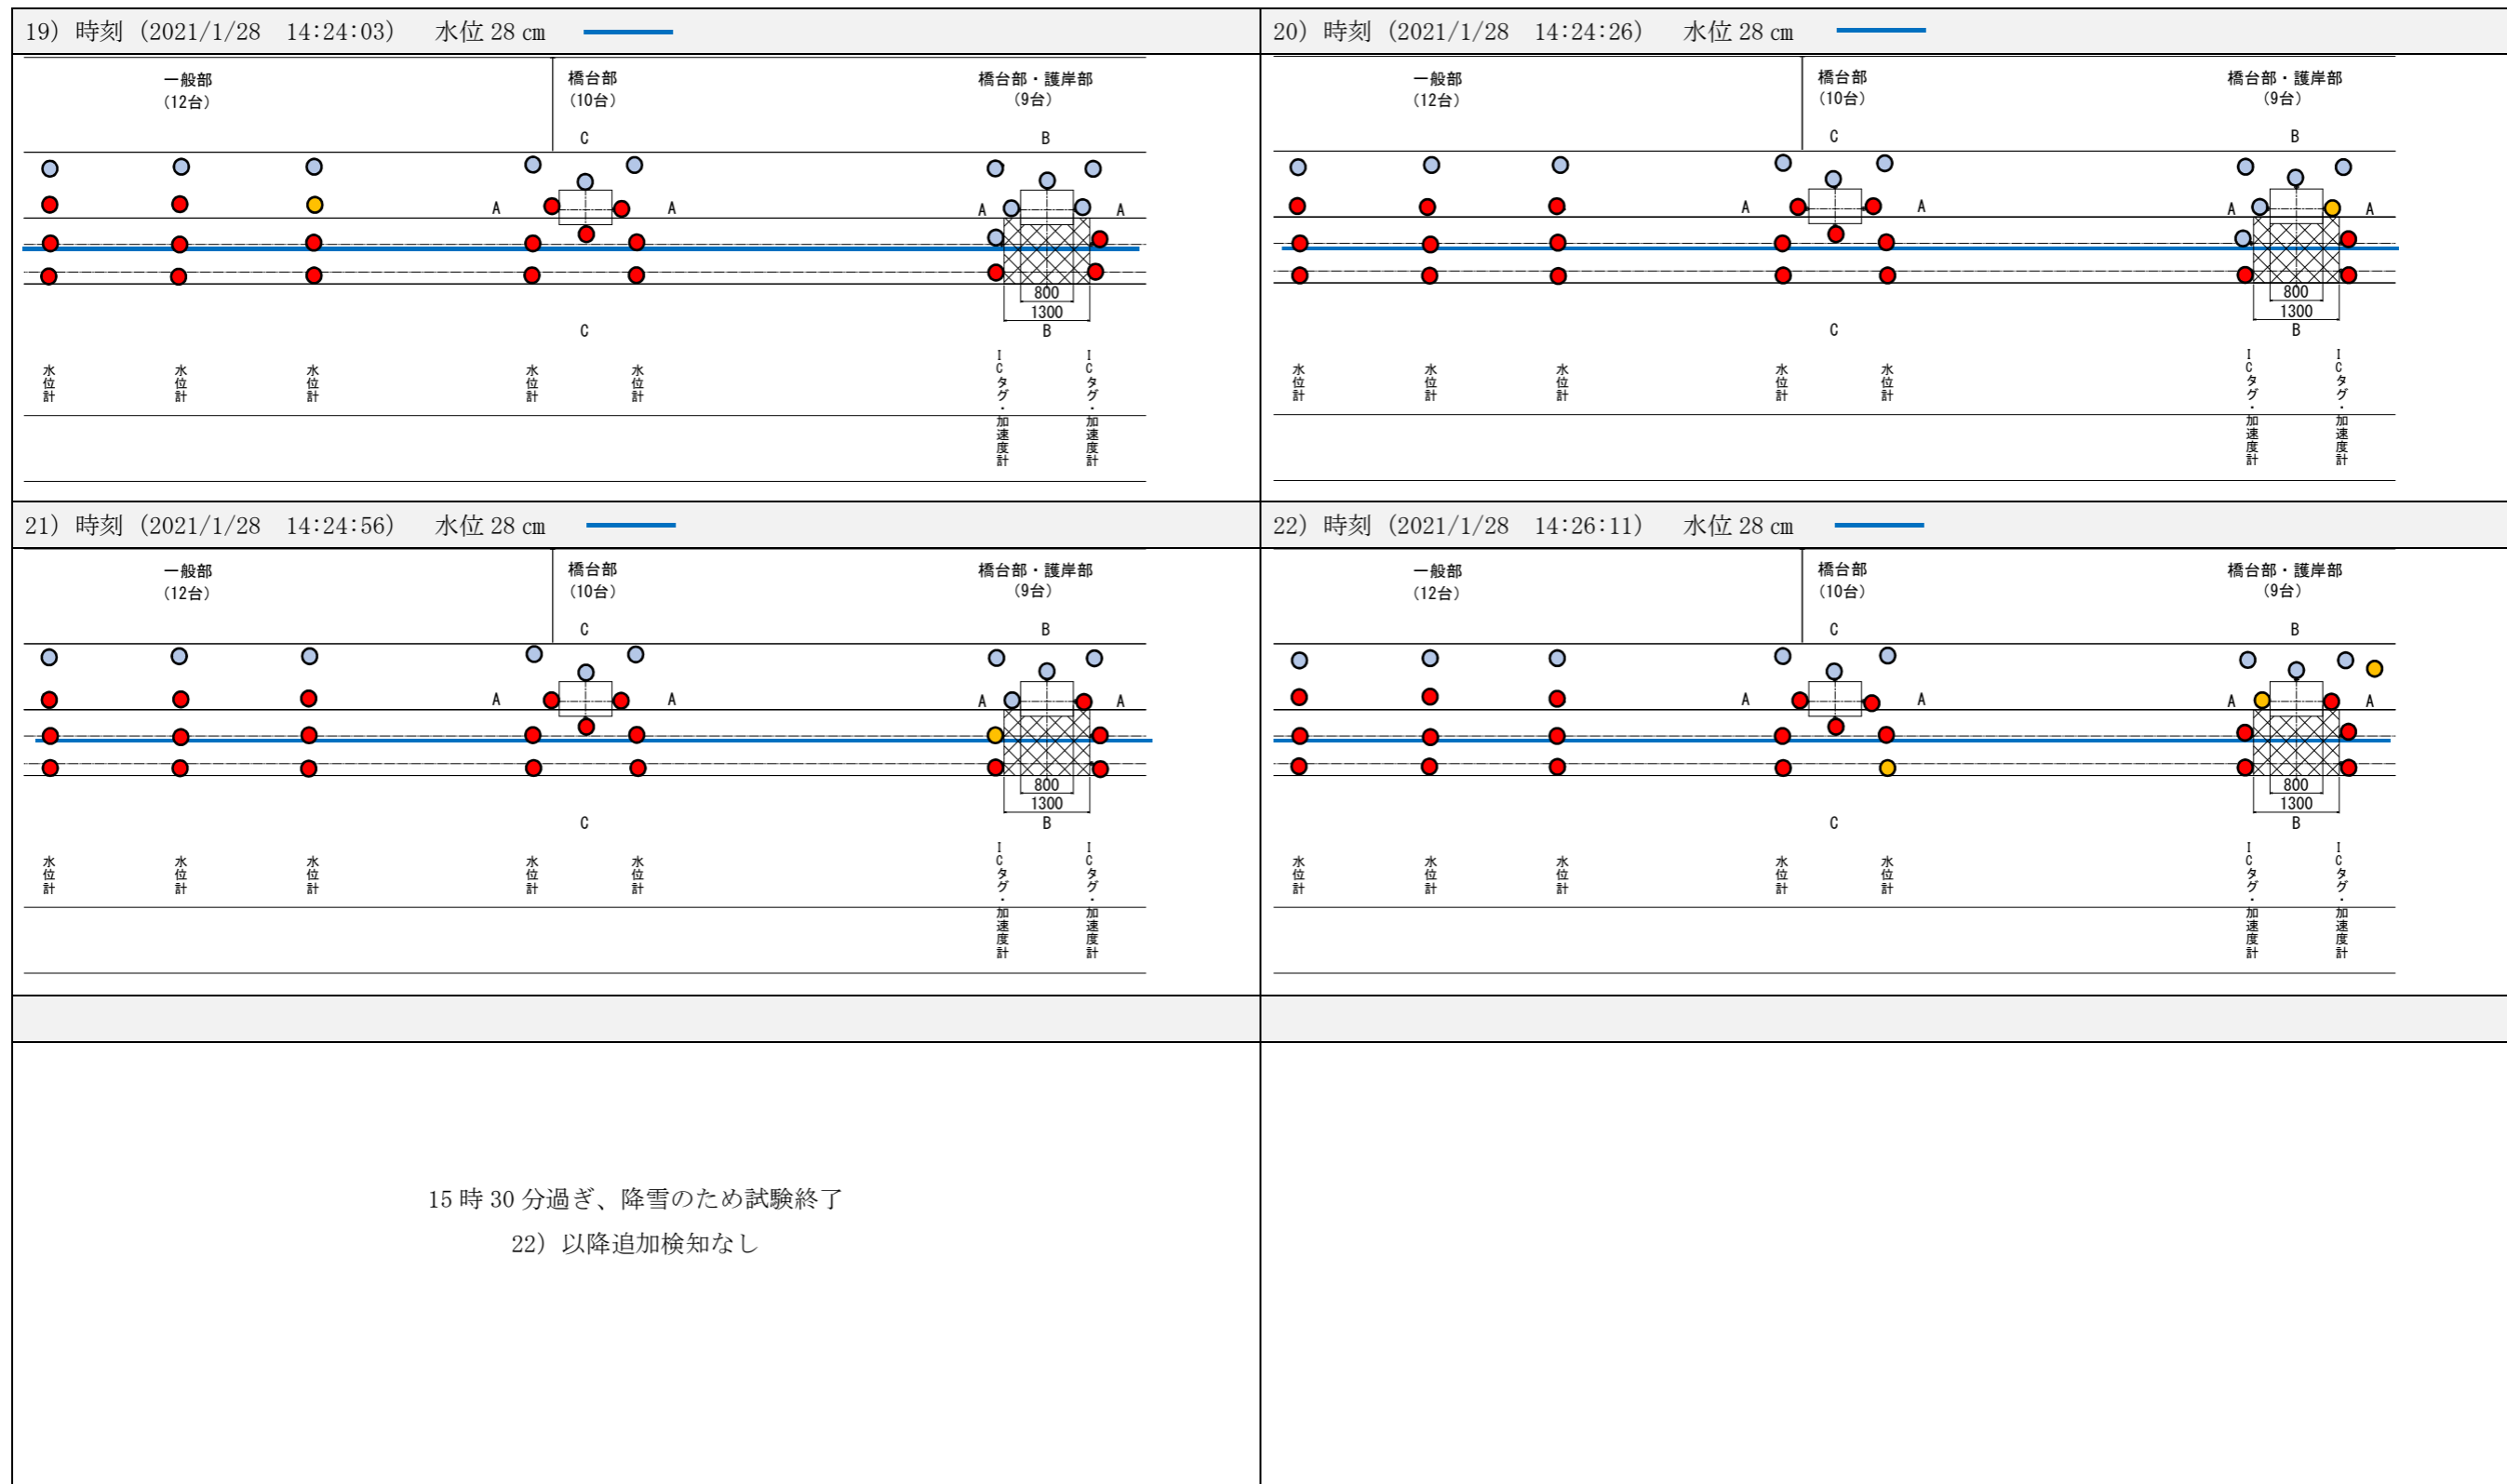 19) 時刻 (2021/1/28 14:24:03) 水位 28 cm
一般部
(12台)
橋台部
(10台)
橋台部・護岸部
(9台)
C
B
A
A
A
A
800
1300
C
B
水位計
水位計
水位計
水位計
水位計
ICタグ・加速度計
ICタグ・加速度計
20) 時刻 (2021/1/28 14:24:26) 水位 28 cm
一般部
(12台)
橋台部
(10台)
橋台部・護岸部
(9台)
C
B
A
A
A
A
800
1300
C
B
水位計
水位計
水位計
水位計
水位計
ICタグ・加速度計
ICタグ・加速度計
21) 時刻 (2021/1/28 14:24:56) 水位 28 cm
一般部
(12台)
橋台部
(10台)
橋台部・護岸部
(9台)
C
B
A
A
A
A
800
1300
C
B
水位計
水位計
水位計
水位計
水位計
ICタグ・加速度計
ICタグ・加速度計
22) 時刻 (2021/1/28 14:26:11) 水位 28 cm
一般部
(12台)
橋台部
(10台)
橋台部・護岸部
(9台)
C
B
A
A
A
A
800
1300
C
B
水位計
水位計
水位計
水位計
水位計
ICタグ・加速度計
ICタグ・加速度計
15 時 30 分過ぎ、降雪のため試験終了
22) 以降追加検知なし